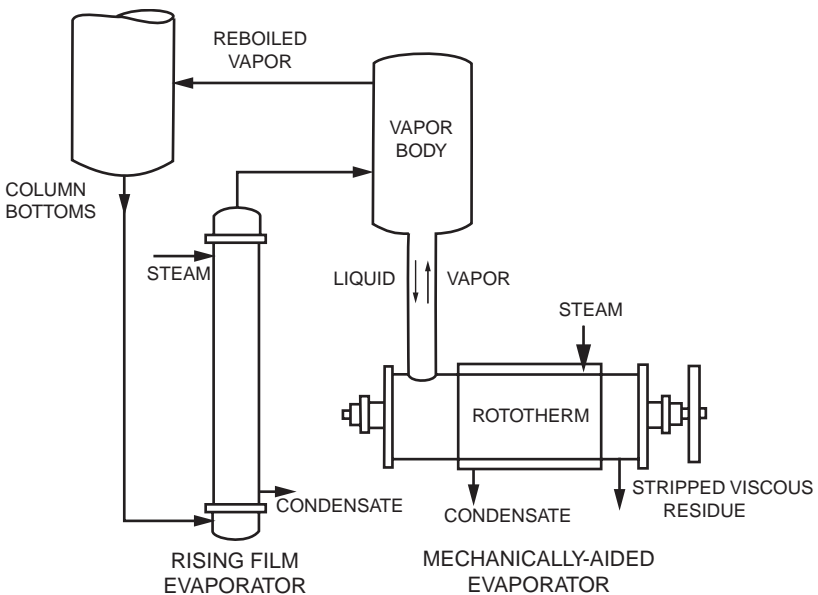 REBOILED
VAPOR
VAPOR
BODY
COLUMN
BOTTOMS
STEAM
LIQUID
VAPOR
STEAM
ROTOTHERM
CONDENSATE
CONDENSATE
STRIPPED VISCOUS
RESIDUE
RISING FILM
EVAPORATOR
MECHANICALLY-AIDED
EVAPORATOR